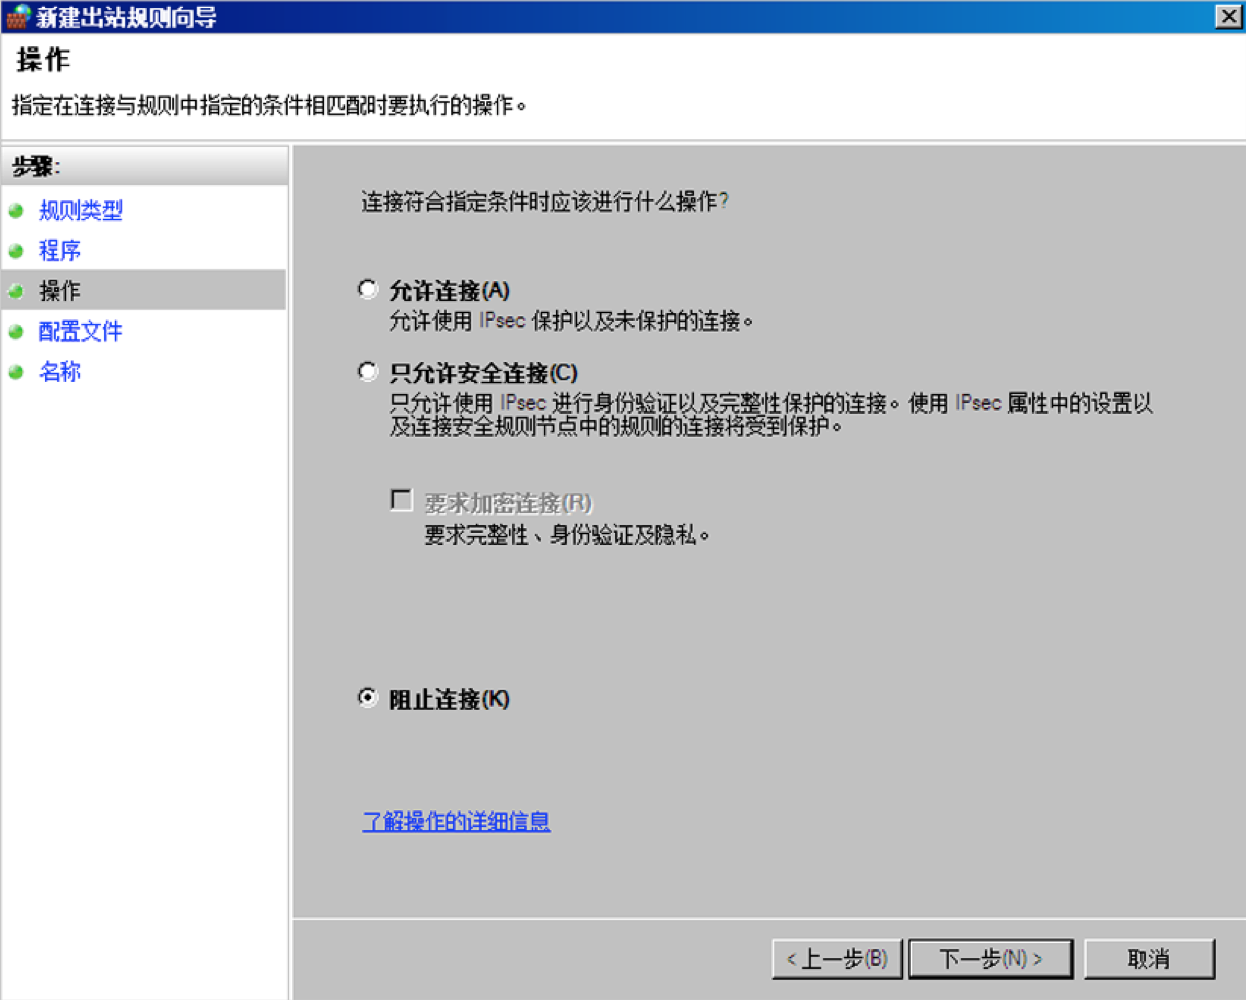 新建出站规则向导
操作
指定在连接与规则中指定的条件相匹配时要执行的操作。
步骤:
规则类型
程序
操作
配置文件
名称
连接符合指定条件时应该进行什么操作?
允许连接(A)
允许使用 IPsec 保护以及未保护的连接。
只允许安全连接(C)
只允许使用 IPsec 进行身份验证以及完整性保护的连接。使用 IPsec 属性中的设置以
及连接安全规则节点中的规则的连接将受到保护。
要求加密连接(R)
要求完整性、身份验证及隐私。
阻止连接(K)
了解操作的详细信息
< 上一步(B) 下一步(N) > 取消